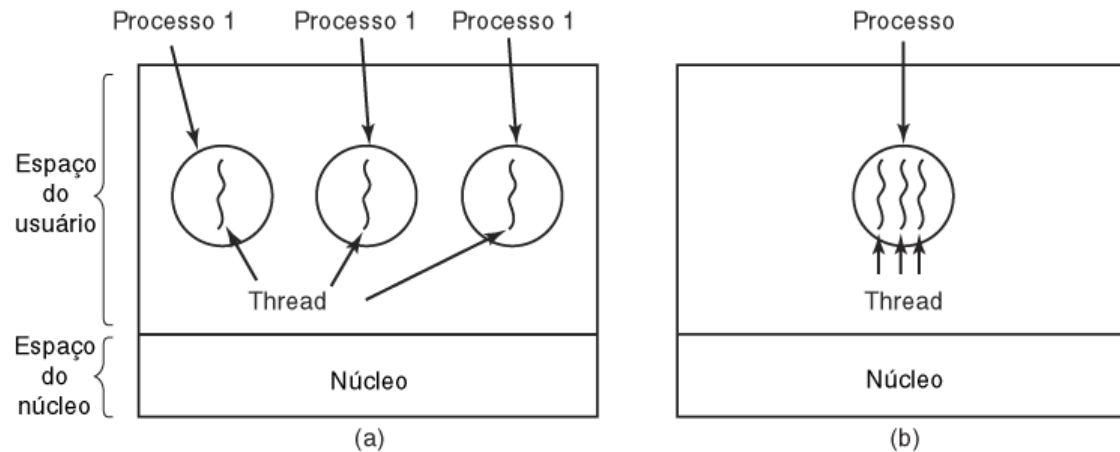 Processo 1
Processo 1
Processo 1
Processo
Espaço
do
usuário
Thread
Thread
Espaço
do
núcleo
Núcleo
Núcleo
(a)
(b)